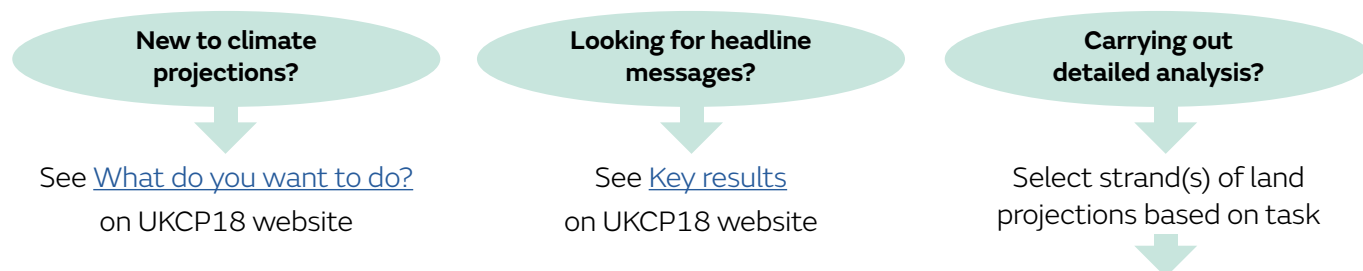 New to climate
projections?
See What do you want to do?
on UKCP18 website
Looking for headline
messages?
See Key results
on UKCP18 website
Carrying out
detailed analysis?
Select strand(s) of land
projections based on task